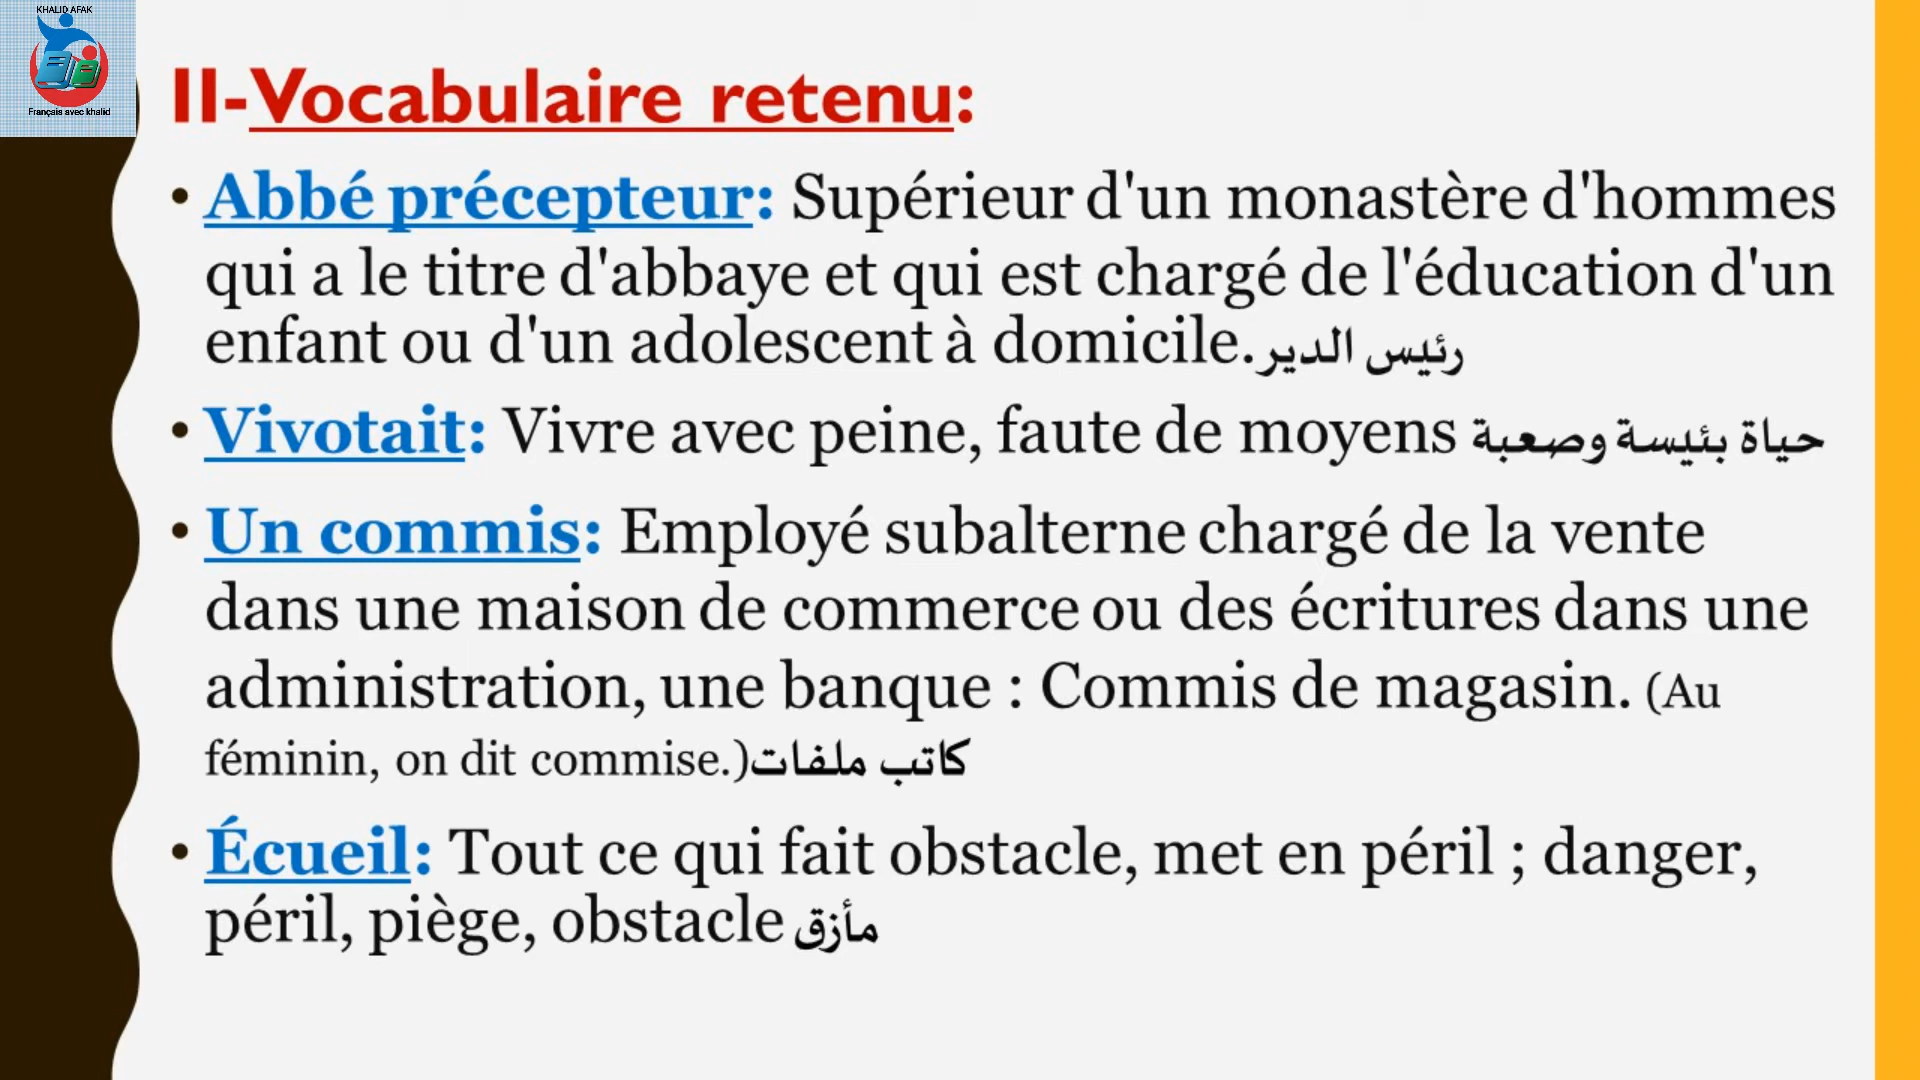 KHALID AFAK
Français avec khalid
II-Vocabulaire retenu:
• Abbé précepteur: Supérieur d'un monastère d'hommes
qui a le titre d'abbaye et qui est chargé de l'éducation d'un
enfant ou d'un adolescent à domicile. رئيس الدير
• Vivotait: Vivre avec peine, faute de moyens حياة بئيسة وصعبة
• Un commis: Employé subalterne chargé de la vente
dans une maison de commerce ou des écritures dans une
administration, une banque : Commis de magasin. (Au
féminin, on dit commise.) كاتب ملفات
• Écueil: Tout ce qui fait obstacle, met en péril ; danger,
péril, piège, obstacle مأزق